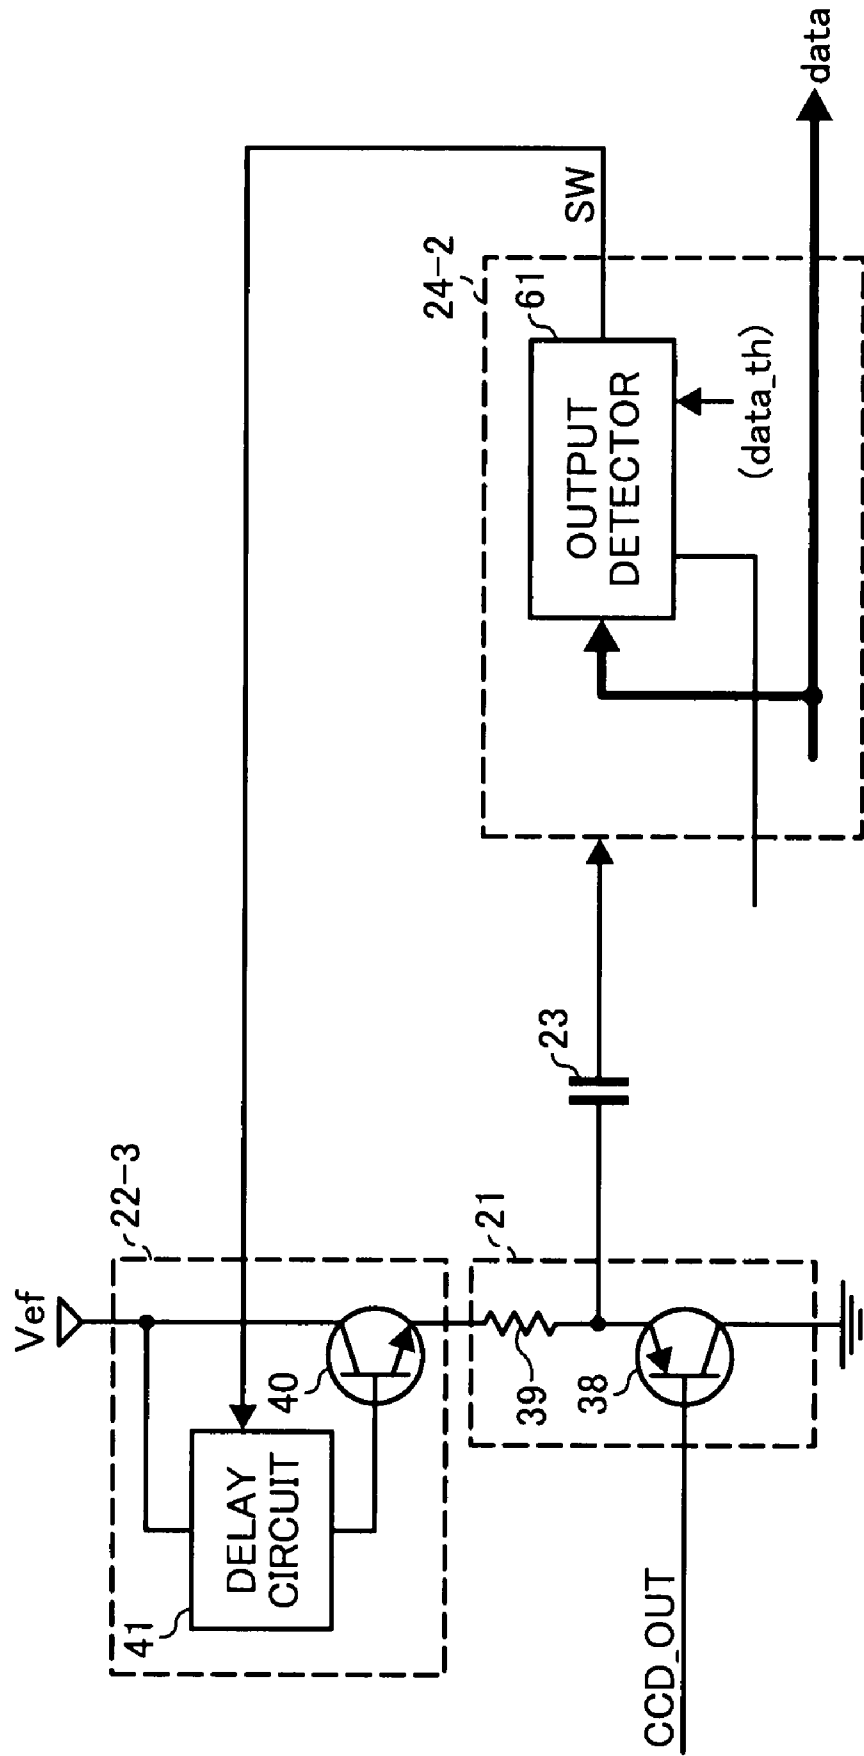 Vef
22-3
41
DELAY
CIRCUIT
40
SW
24-2
61
OUTPUT
DETECTOR
(data_th)
data
21
23
39
38
CCD_OUT